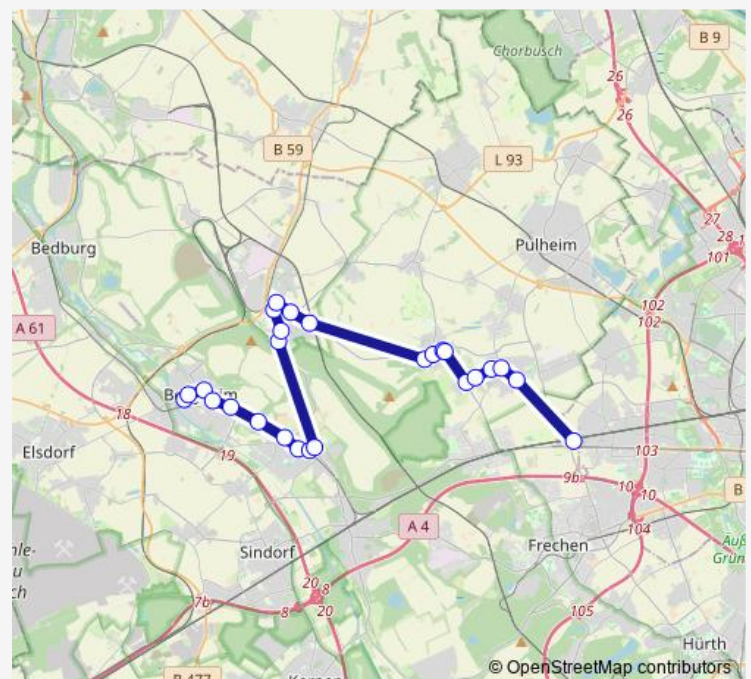 B 9
Chorbusch
26
26
B 59
L 93
27
28
101
Bedburg
Pulheim
A 61
102
102
18
Elsdorf
19
103
9b
10
10
B
A 4
104
Frechen
Sindorf
20
8
20
7b
8
105
Hürth
B 477
© OpenStreetMap contributors